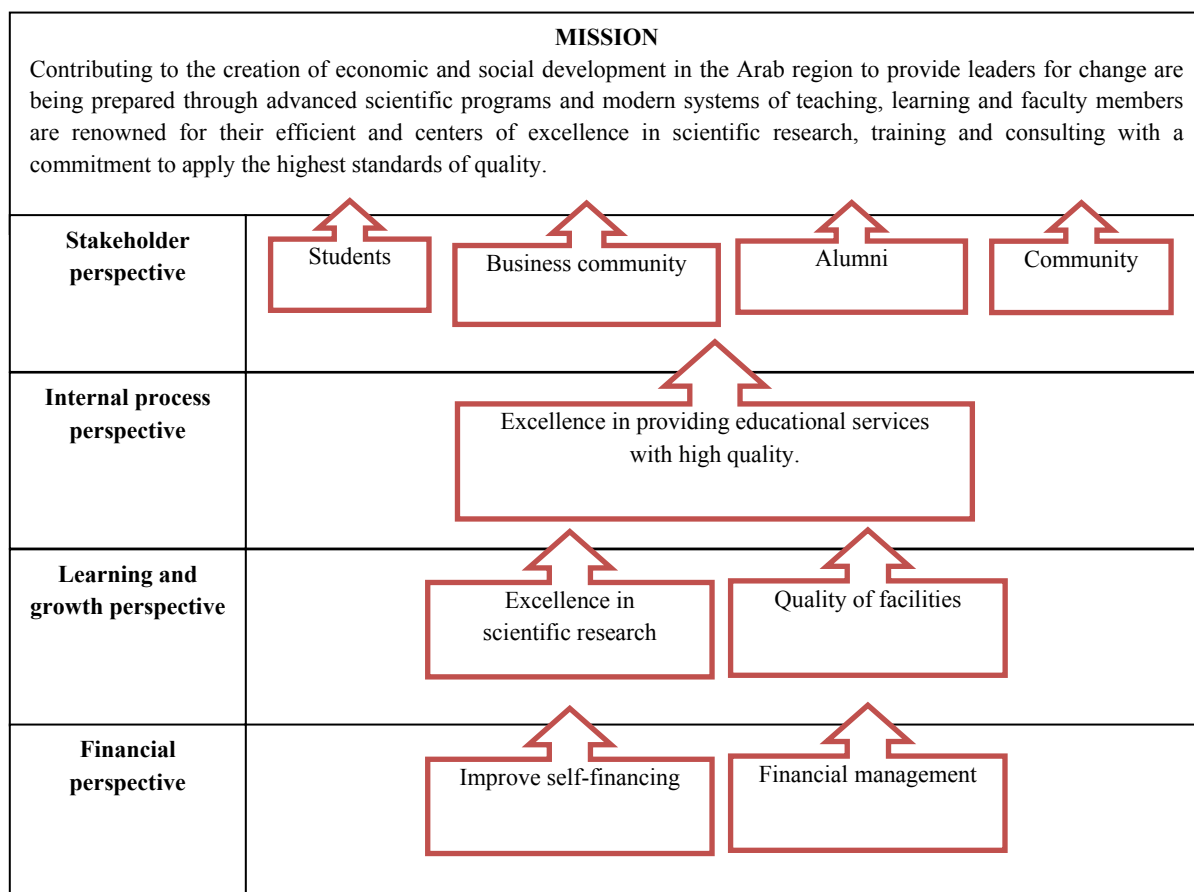 MISSION
Contributing to the creation of economic and social development in the Arab region to provide leaders for change are
being prepared through advanced scientific programs and modern systems of teaching, learning and faculty members
are renowned for their efficient and centers of excellence in scientific research, training and consulting with a
commitment to apply the highest standards of quality.
Stakeholder
perspective
Students
Business community
Alumni
Community
Internal process
perspective
Excellence in providing educational services
with high quality.
Learning and
growth perspective
Excellence in
scientific research
Quality of facilities
Financial
perspective
Improve self-financing
Financial management